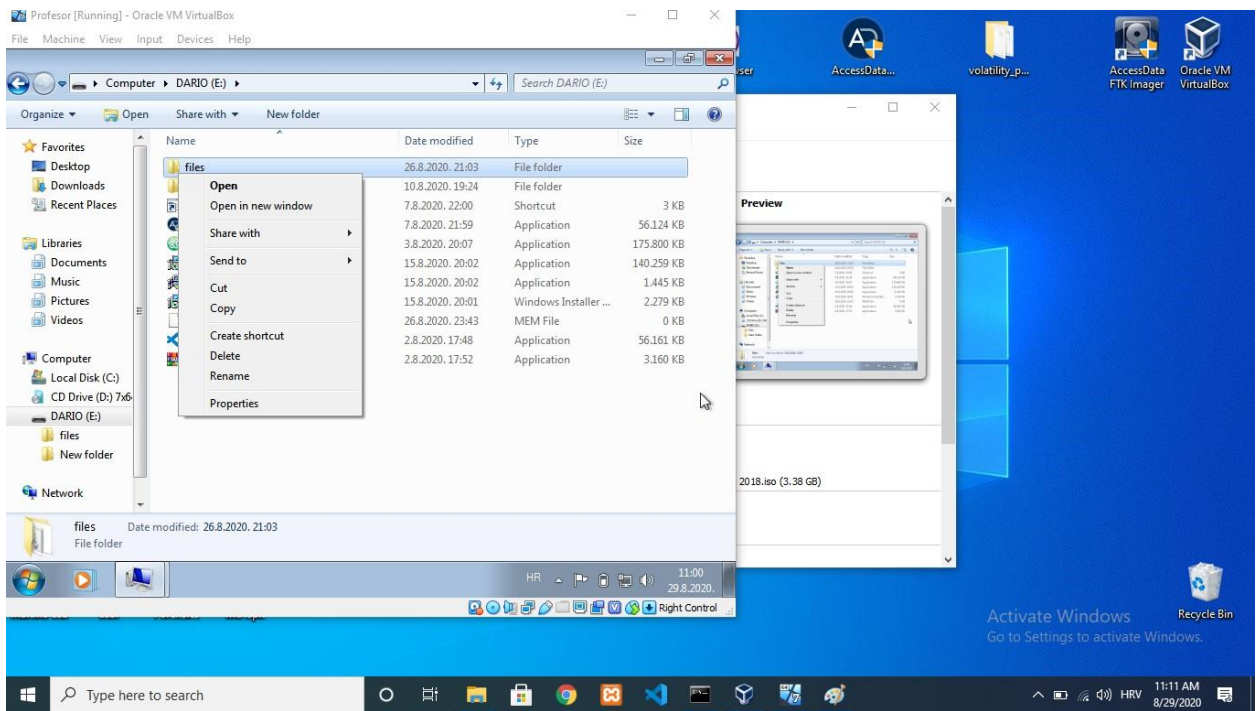 Profesor [Running] - Oracle VM VirtualBox
File Machine View Input Devices Help
Computer DARIO (E:)
Search DARIO (E:)
Organize Open Share with New folder
Favorites
Desktop
Downloads
Recent Places
Libraries
Documents
Music
Pictures
Videos
Computer
Local Disk (C:)
CD Drive (D:) 7x6
DARIO (E:)
files
New folder
Network
Name Date modified Type Size
files 26.8.2020. 21:03 File folder
10.8.2020. 19:24 File folder
7.8.2020. 22:00 Shortcut 3 KB
7.8.2020. 21:59 Application 56.124 KB
3.8.2020. 20:07 Application 175.800 KB
15.8.2020. 20:02 Application 140.259 KB
15.8.2020. 20:02 Application 1.445 KB
15.8.2020. 20:01 Windows Installer ... 2.279 KB
26.8.2020. 23:43 MEM File 0 KB
2.8.2020. 17:48 Application 56.161 KB
2.8.2020. 17:52 Application 3.160 KB
Open
Open in new window
Share with
Send to
Cut
Copy
Create shortcut
Delete
Rename
Properties
files Date modified: 26.8.2020. 21:03
File folder
HR
11:00
29.8.2020.
Right Control
Preview
2018.iso (3.38 GB)
AccessData...
volatility_p...
AccessData
FTK Imager
Oracle VM
VirtualBox
Recycle Bin
Activate Windows
Go to Settings to activate Windows.
Type here to search
HRV
11:11 AM
8/29/2020